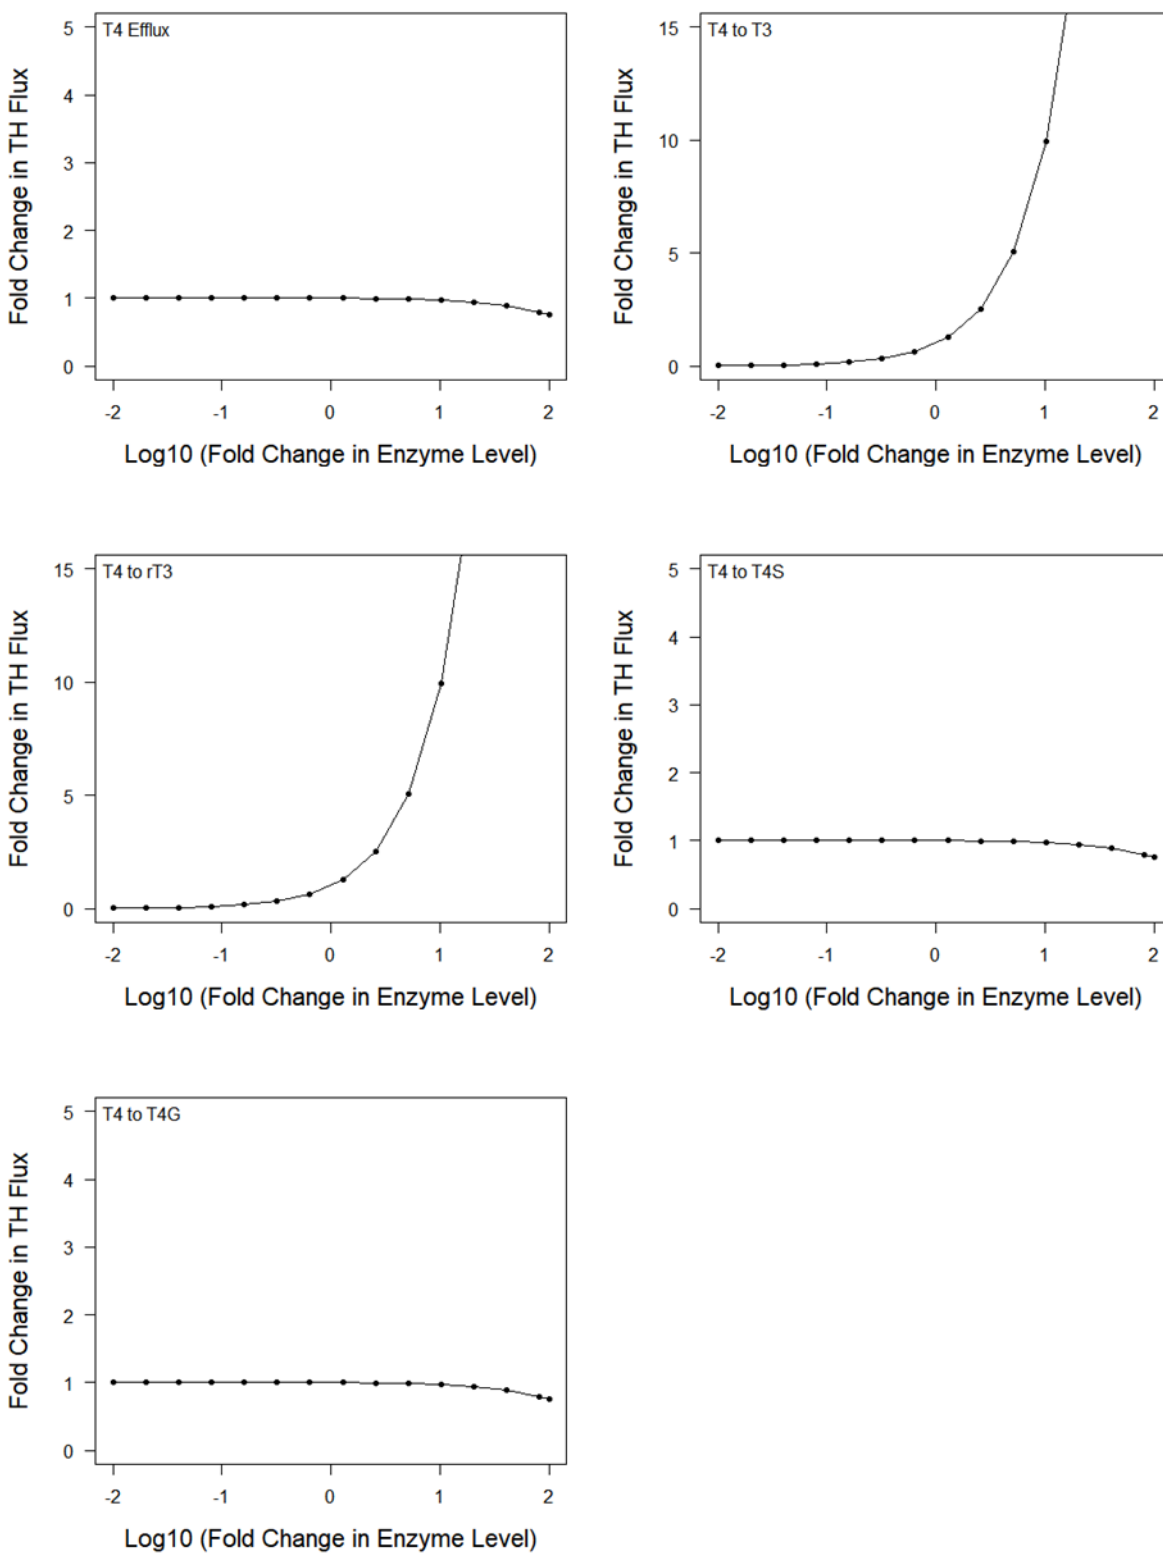 T4 Efflux
Fold Change in TH Flux
5
4
3
2
1
0
-2 -1 0 1 2
Log10 (Fold Change in Enzyme Level)
T4 to T3
Fold Change in TH Flux
15
10
5
0
-2 -1 0 1 2
Log10 (Fold Change in Enzyme Level)
T4 to rT3
Fold Change in TH Flux
15
10
5
0
-2 -1 0 1 2
Log10 (Fold Change in Enzyme Level)
T4 to T4S
Fold Change in TH Flux
5
4
3
2
1
0
-2 -1 0 1 2
Log10 (Fold Change in Enzyme Level)
T4 to T4G
Fold Change in TH Flux
5
4
3
2
1
0
-2 -1 0 1 2
Log10 (Fold Change in Enzyme Level)